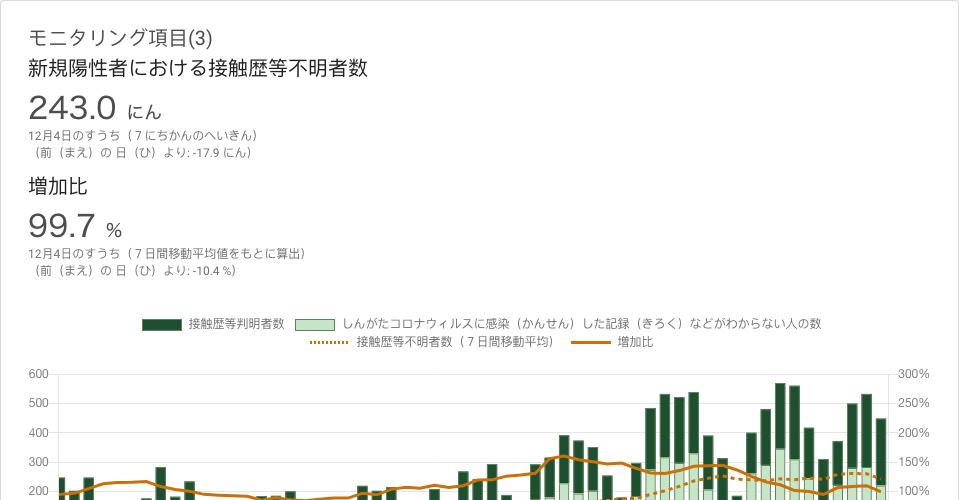 モニタリング項目(3)
新規陽性者における接触歴等不明者数
243.0 にん
12月4日のすうち（７にちかんのへいきん）
（前（まえ）の 日（ひ）より: -17.9 にん）
増加比
99.7 %
12月4日のすうち（７日間移動平均値をもとに算出）
（前（まえ）の 日（ひ）より: -10.4 %）
接触歴等判明者数 しんがたコロナウィルスに感染（かんせん）した記録（きろく）などがわからない人の数
接触歴等不明者数（７日間移動平均） 増加比
600 300%
500 250%
400 200%
300 150%
200 100%